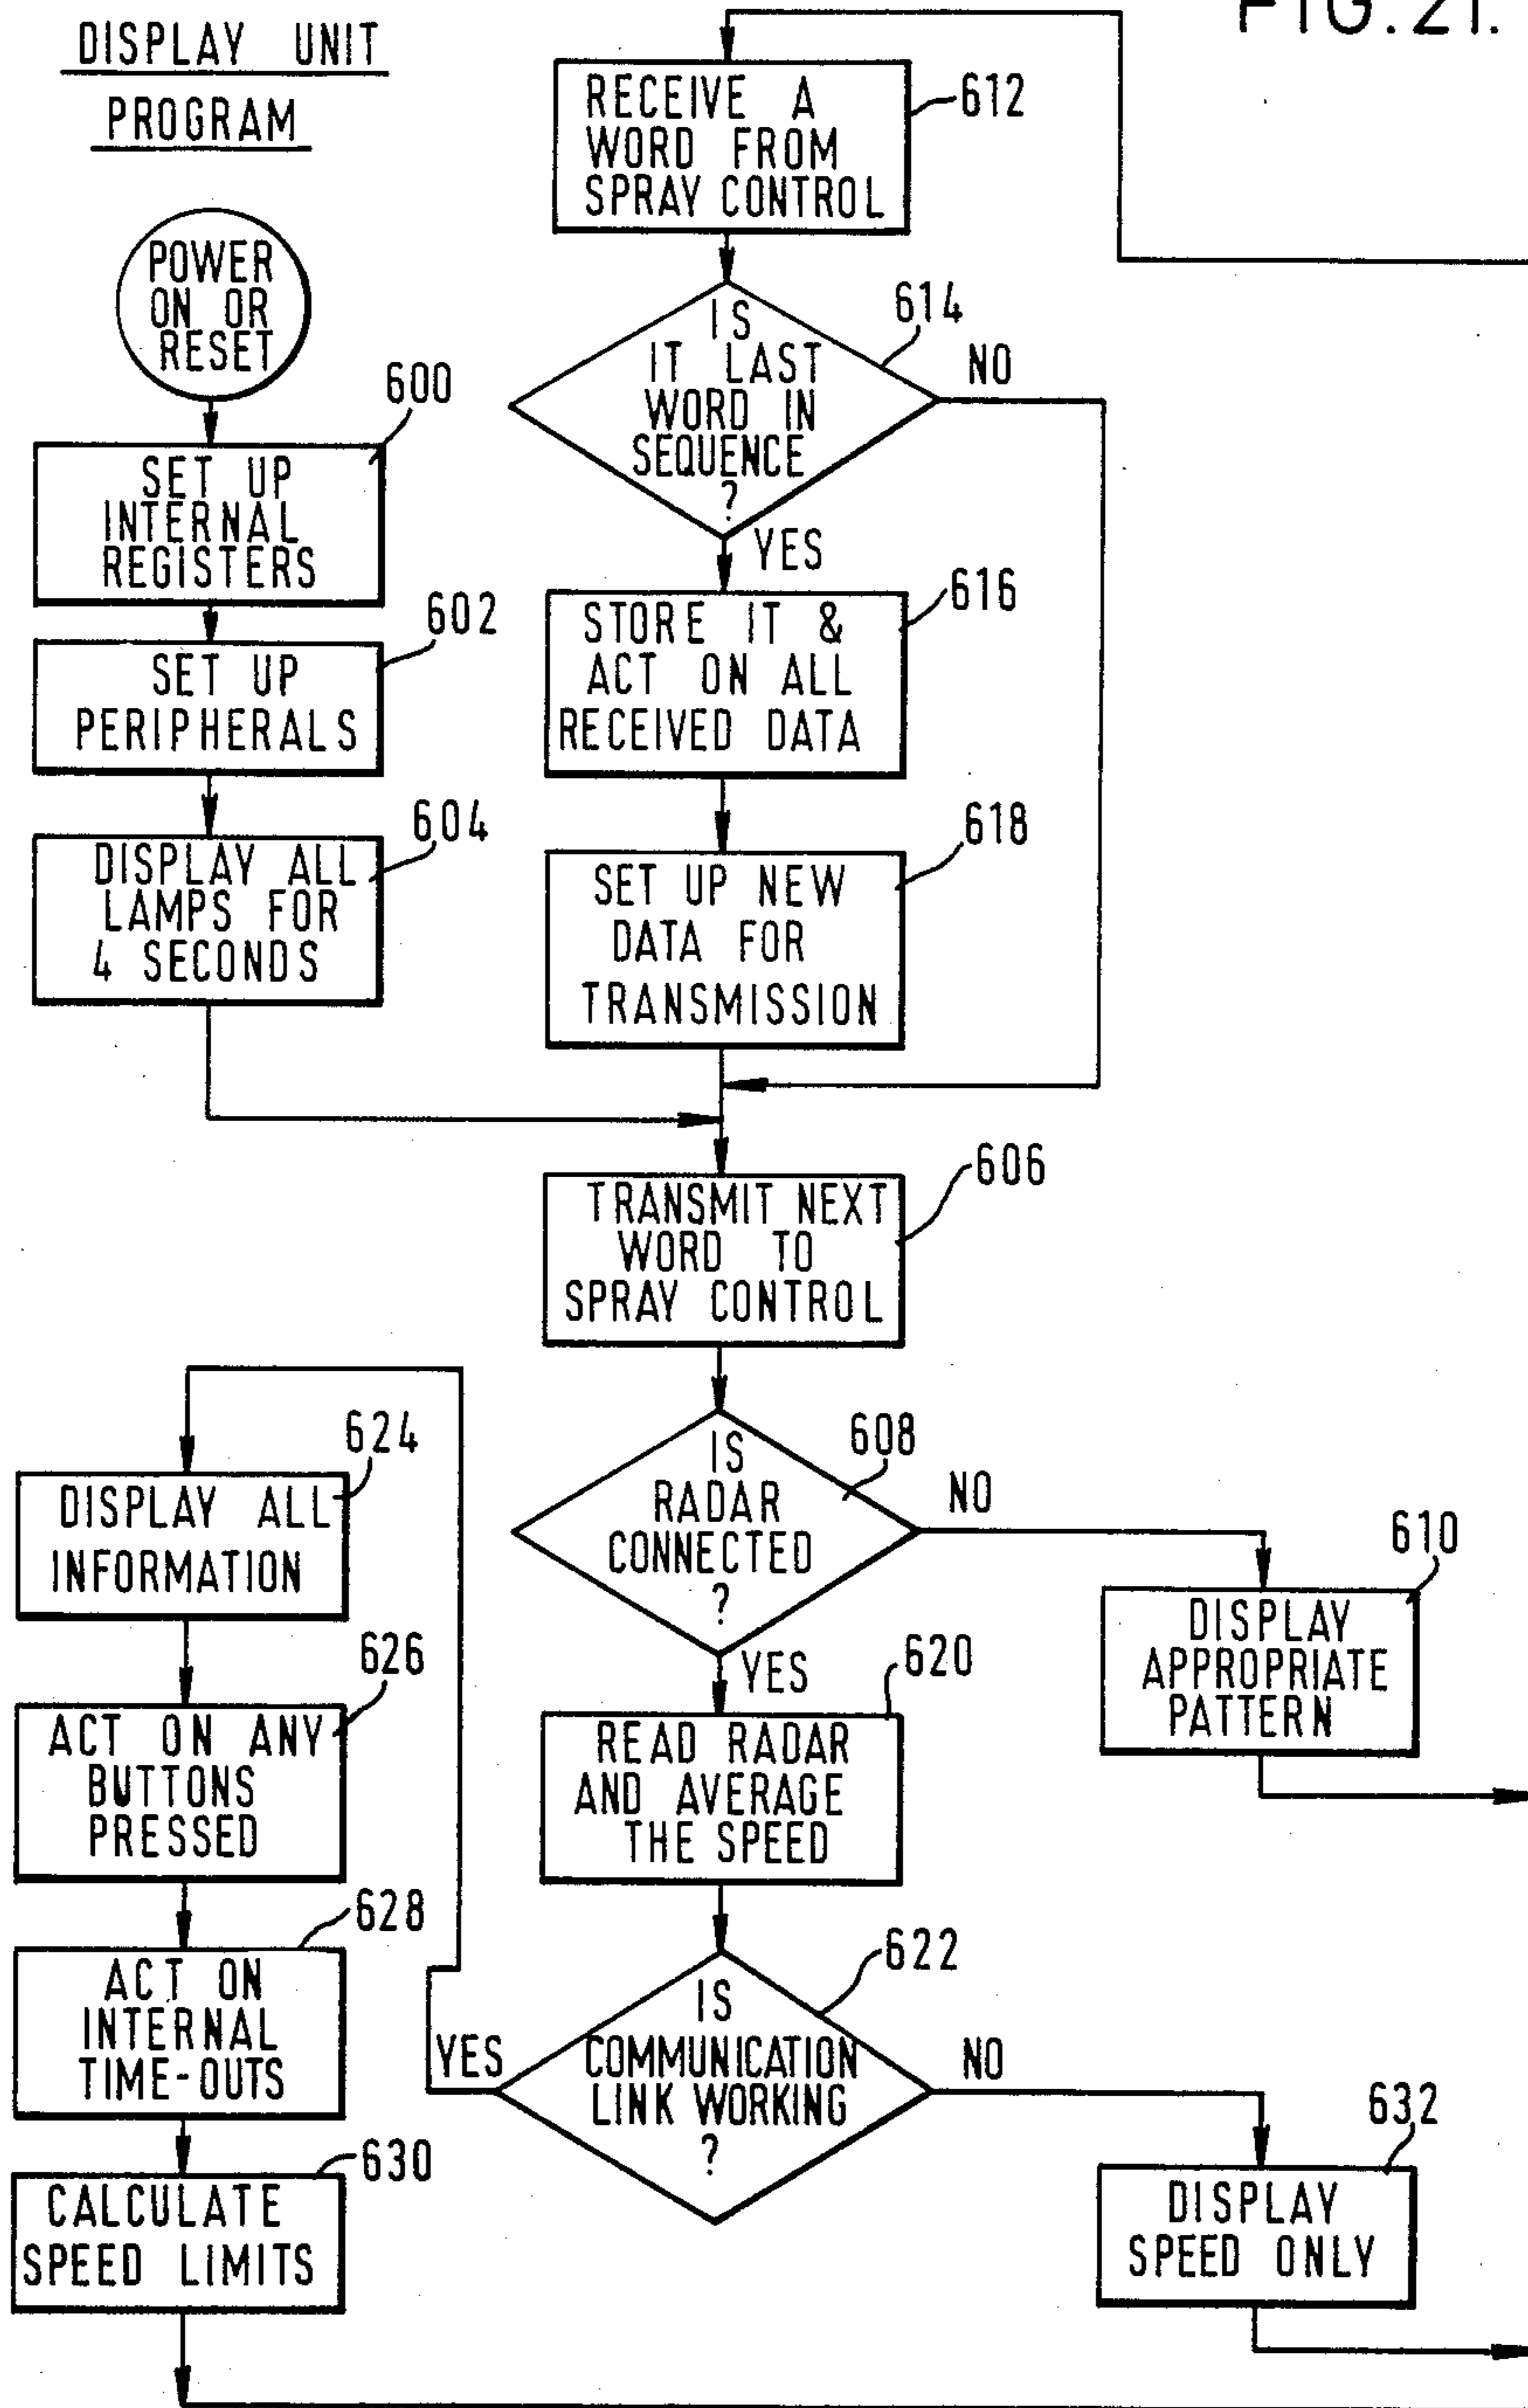 DISPLAY UNIT
PROGRAM
FIG. 21.
POWER
ON OR
RESET
600
SET UP
INTERNAL
REGISTERS
602
SET UP
PERIPHERALS
604
DISPLAY ALL
LAMPS FOR
4 SECONDS
612
RECEIVE A
WORD FROM
SPRAY CONTROL
614
IS
IT LAST
WORD IN
SEQUENCE
?
NO
YES
616
STORE IT &
ACT ON ALL
RECEIVED DATA
618
SET UP NEW
DATA FOR
TRANSMISSION
606
TRANSMIT NEXT
WORD TO
SPRAY CONTROL
608
IS
RADAR
CONNECTED
?
NO
YES
610
DISPLAY
APPROPRIATE
PATTERN
620
READ RADAR
AND AVERAGE
THE SPEED
622
IS
COMMUNICATION
LINK WORKING
?
YES
NO
624
DISPLAY ALL
INFORMATION
626
ACT ON ANY
BUTTONS
PRESSED
628
ACT ON
INTERNAL
TIME-OUTS
630
CALCULATE
SPEED LIMITS
632
DISPLAY
SPEED ONLY